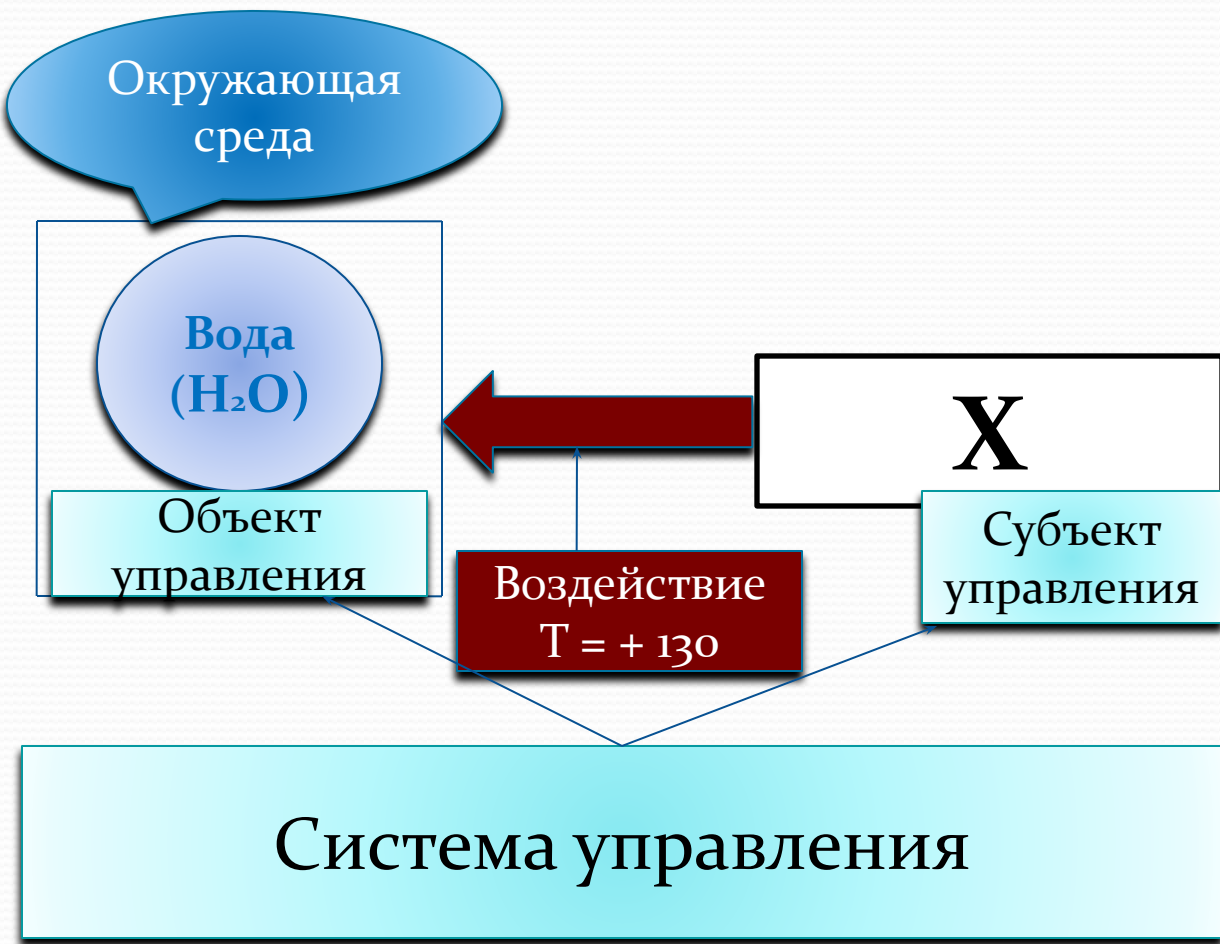 Окружающая
среда
Вода
(H₂O)
X
Объект
управления
Субъект
управления
Воздействие
T = + 130
Система управления